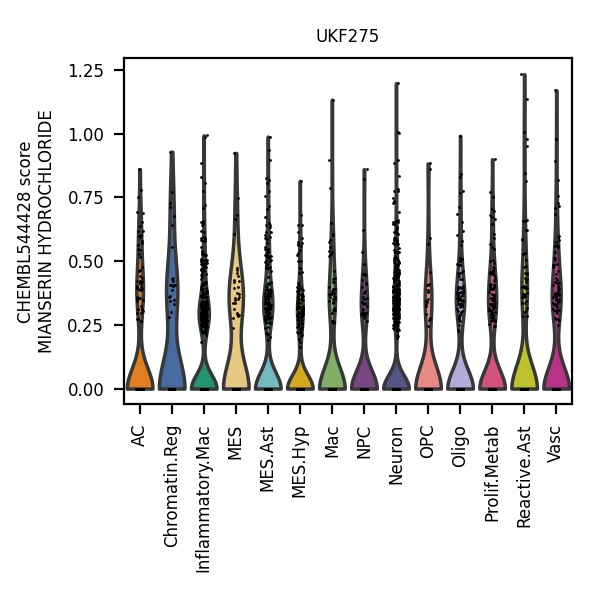 UKF275
CHEMBL544428 score
MIANSERIN HYDROCHLORIDE
1.25
1.00
0.75
0.50
0.25
0.00
AC
Chromatin.Reg
Inflammatory.Mac
MES
MES.Ast
MES.Hyp
Mac
NPC
Neuron
OPC
Oligo
Prolif.Metab
Reactive.Ast
Vasc